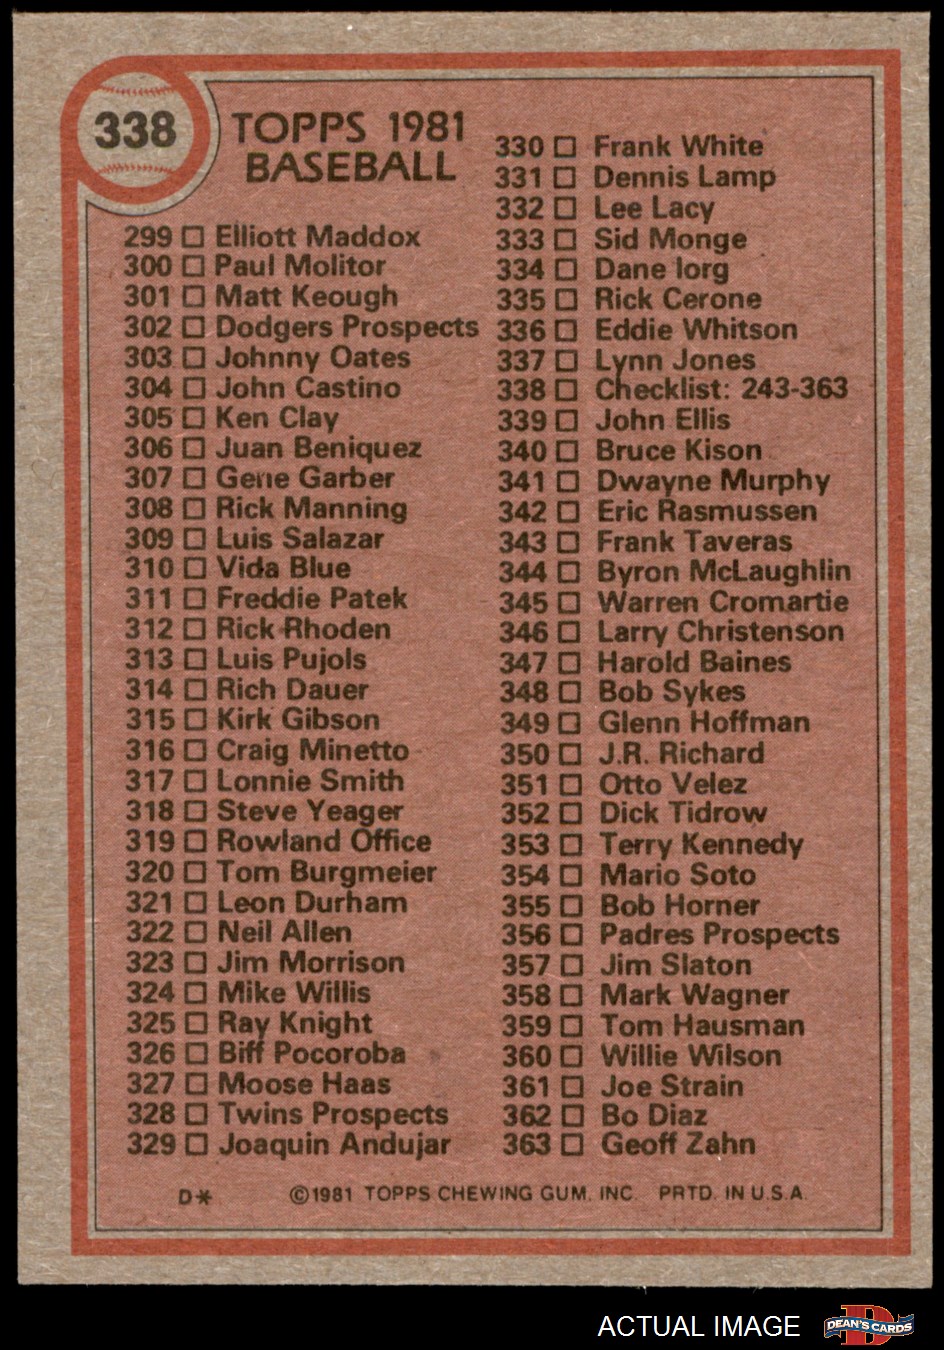 338
TOPPS 1981
BASEBALL
299 Elliott Maddox
300 Paul Molitor
301 Matt Keough
302 Dodgers Prospects
303 Johnny Oates
304 John Castino
305 Ken Clay
306 Juan Beniquez
307 Gene Garber
308 Rick Manning
309 Luis Salazar
310 Vida Blue
311 Freddie Patek
312 Rick Rhoden
313 Luis Pujols
314 Rich Dauer
315 Kirk Gibson
316 Craig Minetto
317 Lonnie Smith
318 Steve Yeager
319 Rowland Office
320 Tom Burgmeier
321 Leon Durham
322 Neil Allen
323 Jim Morrison
324 Mike Willis
325 Ray Knight
326 Biff Pocoroba
327 Moose Haas
328 Twins Prospects
329 Joaquin Andujar
330 Frank White
331 Dennis Lamp
332 Lee Lacy
333 Sid Monge
334 Dane Iorg
335 Rick Cerone
336 Eddie Whitson
337 Lynn Jones
338 Checklist: 243-363
339 John Ellis
340 Bruce Kison
341 Dwayne Murphy
342 Eric Rasmussen
343 Frank Taveras
344 Byron McLaughlin
345 Warren Cromartie
346 Larry Christenson
347 Harold Baines
348 Bob Sykes
349 Glenn Hoffman
350 J.R. Richard
351 Otto Velez
352 Dick Tidrow
353 Terry Kennedy
354 Mario Soto
355 Bob Horner
356 Padres Prospects
357 Jim Slaton
358 Mark Wagner
359 Tom Hausman
360 Willie Wilson
361 Joe Strain
362 Bo Diaz
363 Geoff Zahn
D* ©1981 TOPPS CHEWING GUM, INC. PRTD. IN U.S.A.
ACTUAL IMAGE
D
DEAN'S CARDS